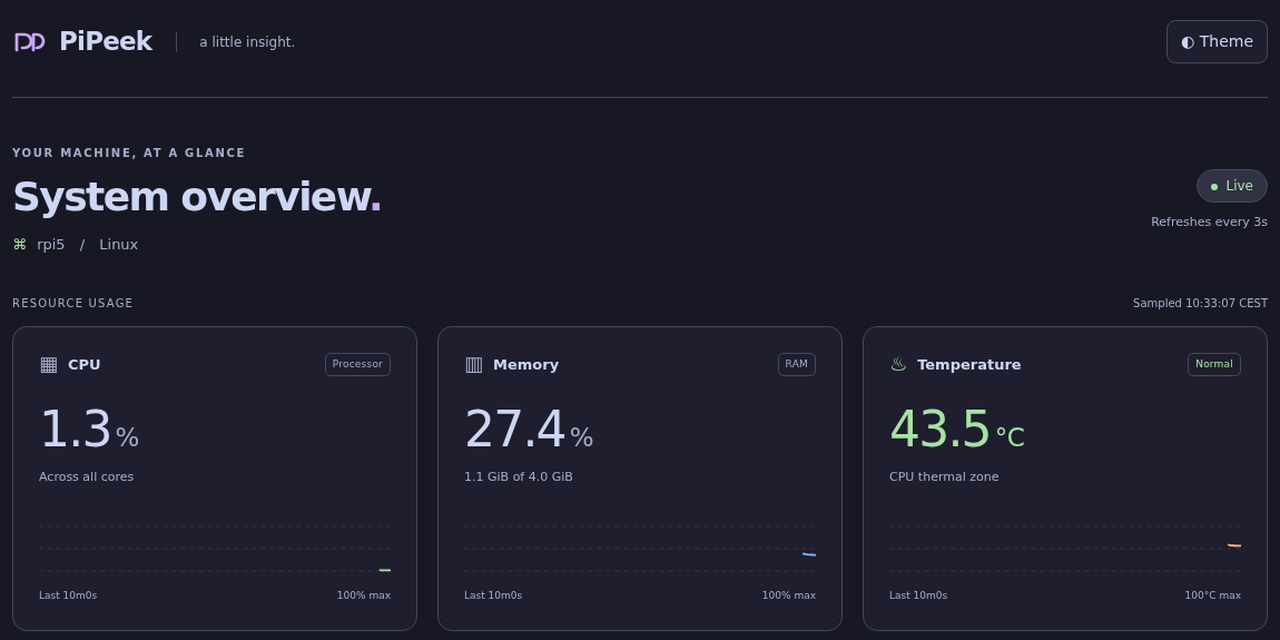 PiPeek
a little insight.
◐ Theme
YOUR MACHINE, AT A GLANCE
System overview.
● Live
⌘ rpi5 / Linux
Refreshes every 3s
RESOURCE USAGE
Sampled 10:33:07 CEST
CPU
Processor
1.3%
Across all cores
Last 10m0s
100% max
Memory
RAM
27.4%
1.1 GiB of 4.0 GiB
Last 10m0s
100% max
Temperature
Normal
43.5°C
CPU thermal zone
Last 10m0s
100°C max